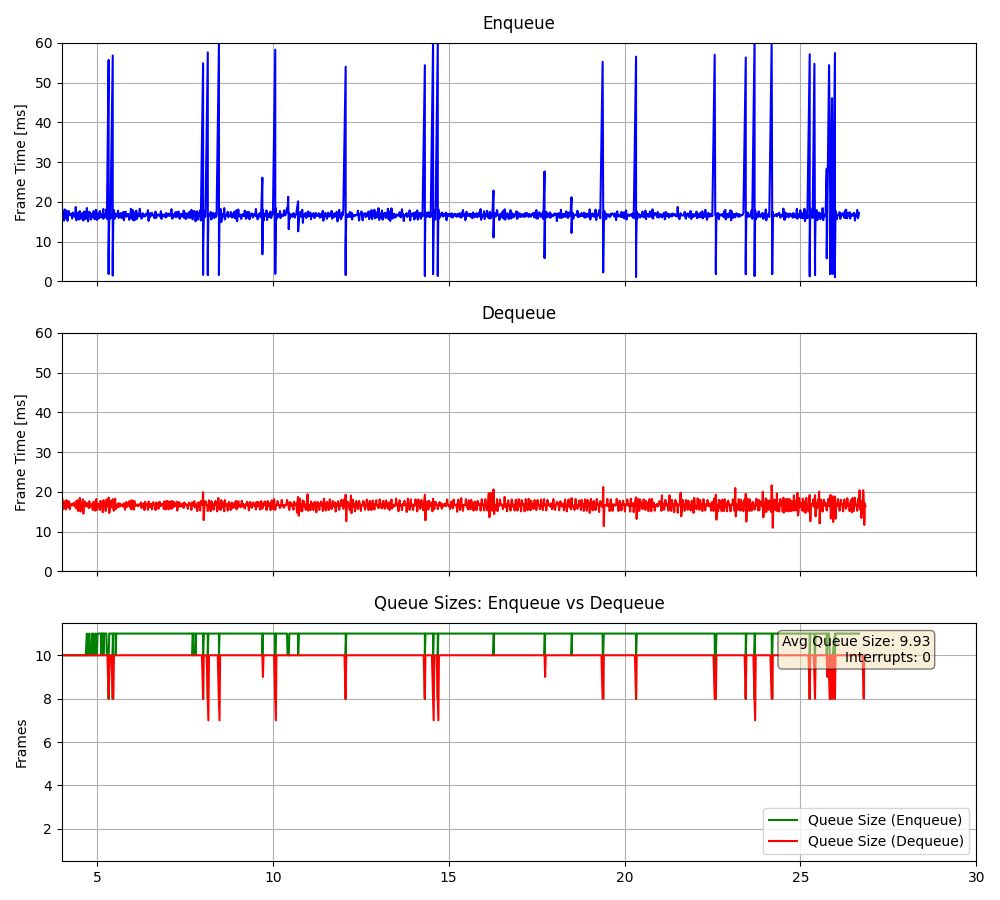 Enqueue
60
50
40
30
20
10
0
Frame Time [ms]
Dequeue
60
50
40
30
20
10
0
Frame Time [ms]
Queue Sizes: Enqueue vs Dequeue
10
8
6
4
2
Frames
Avg Queue Size: 9.93
Interrupts: 0
Queue Size (Enqueue)
Queue Size (Dequeue)
5 10 15 20 25 30